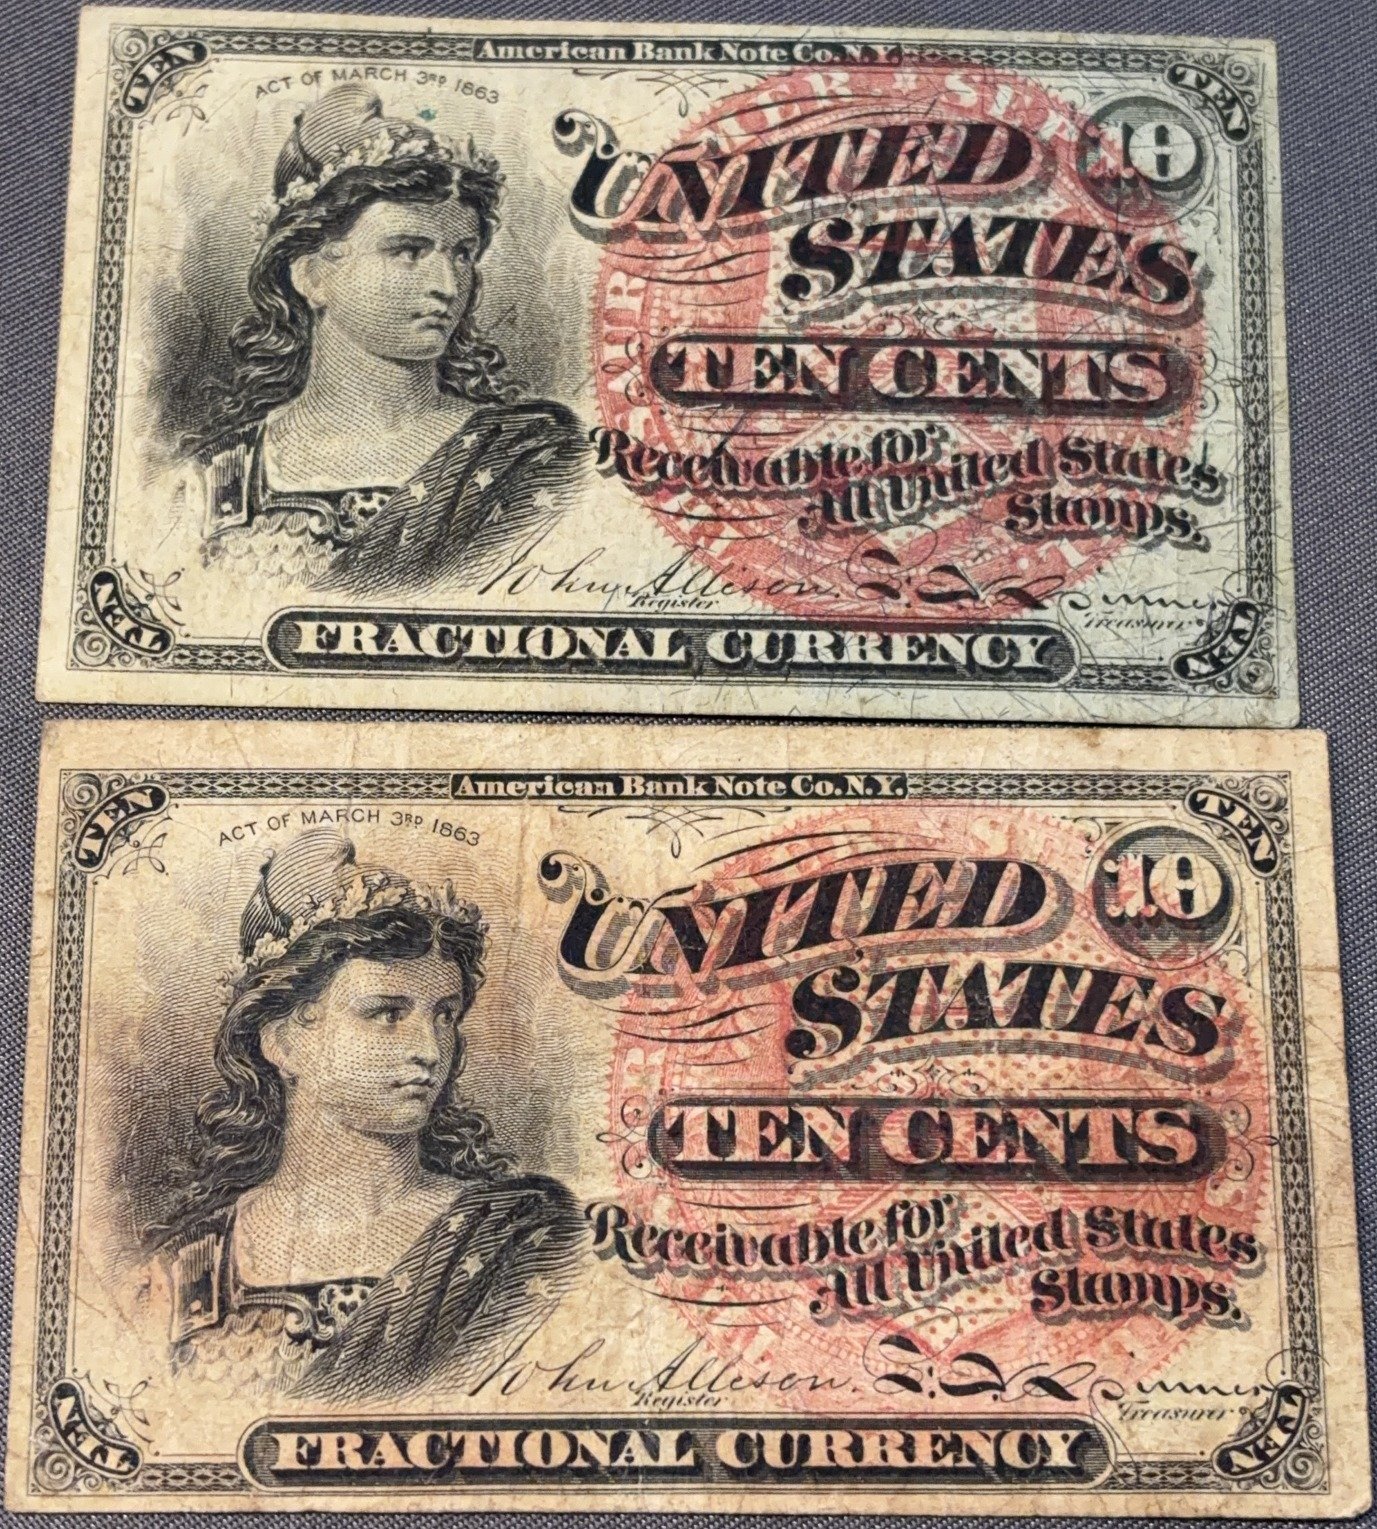 American Bank Note Co. N.Y.
TEN
TEN
ACT OF MARCH 3RD 1863
10
UNITED
STATES
TEN CENTS
Receivable for
All United States
Stamps.
John Allison.
Register
F. E. Spinner
Treasurer
FRACTIONAL CURRENCY
TEN
TEN
American Bank Note Co. N.Y.
TEN
TEN
ACT OF MARCH 3RD 1863
10
UNITED
STATES
TEN CENTS
Receivable for
All United States
Stamps.
John Allison.
Register
F. E. Spinner
Treasurer
FRACTIONAL CURRENCY
TEN
TEN